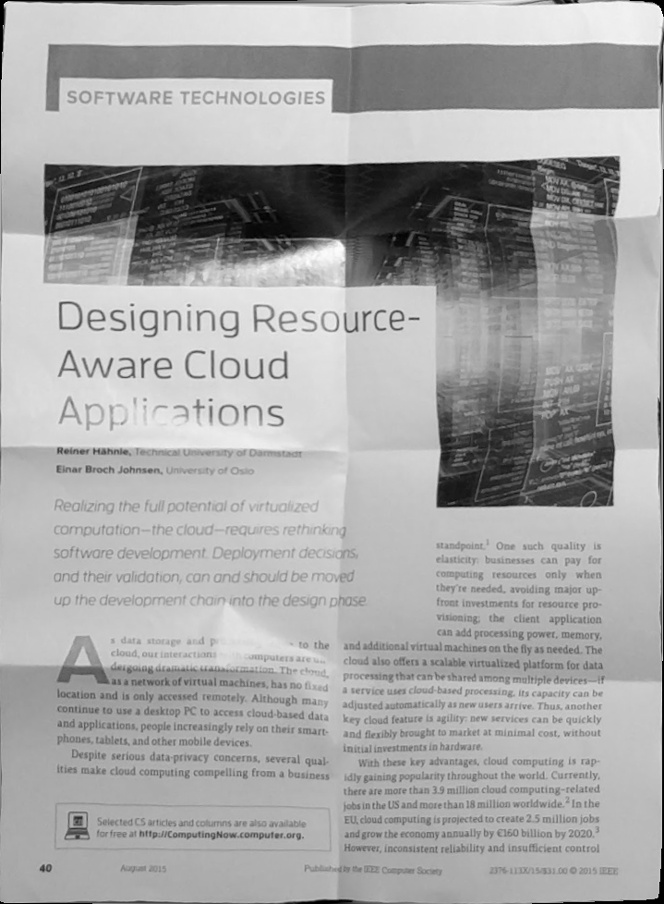 SOFTWARE TECHNOLOGIES
Designing Resource-
Aware Cloud
Applications
Reiner Hähnle, Technical University of Darmstadt
Einar Broch Johnsen, University of Oslo
Realizing the full potential of virtualized
computation—the cloud—requires rethinking
software development. Deployment decisions,
and their validation, can and should be moved
up the development chain into the design phase.
As data storage and to the
cloud, our interactions computers are
dergoing dramatic transformation. The cloud,
as a network of virtual machines, has no fixed
location and is only accessed remotely. Although many
continue to use a desktop PC to access cloud-based data
and applications, people increasingly rely on their smart-
phones, tablets, and other mobile devices.
Despite serious data-privacy concerns, several qual-
ities make cloud computing compelling from a business
standpoint.1 One such quality is
elasticity: businesses can pay for
computing resources only when
they're needed, avoiding major up-
front investments for resource pro-
visioning; the client application
can add processing power, memory,
and additional virtual machines on the fly as needed. The
cloud also offers a scalable virtualized platform for data
processing that can be shared among multiple devices—if
a service uses cloud-based processing, its capacity can be
adjusted automatically as new users arrive. Thus, another
key cloud feature is agility: new services can be quickly
and flexibly brought to market at minimal cost, without
initial investments in hardware.
With these key advantages, cloud computing is rap-
idly gaining popularity throughout the world. Currently,
there are more than 3.9 million cloud computing–related
jobs in the US and more than 18 million worldwide.2 In the
EU, cloud computing is projected to create 2.5 million jobs
and grow the economy annually by €160 billion by 2020.3
However, inconsistent reliability and insufficient control
Selected CS articles and columns are also available
for free at http://ComputingNow.computer.org.
40 August 2015 Published by the IEEE Computer Society 2376-113X/15/$31.00 © 2015 IEEE